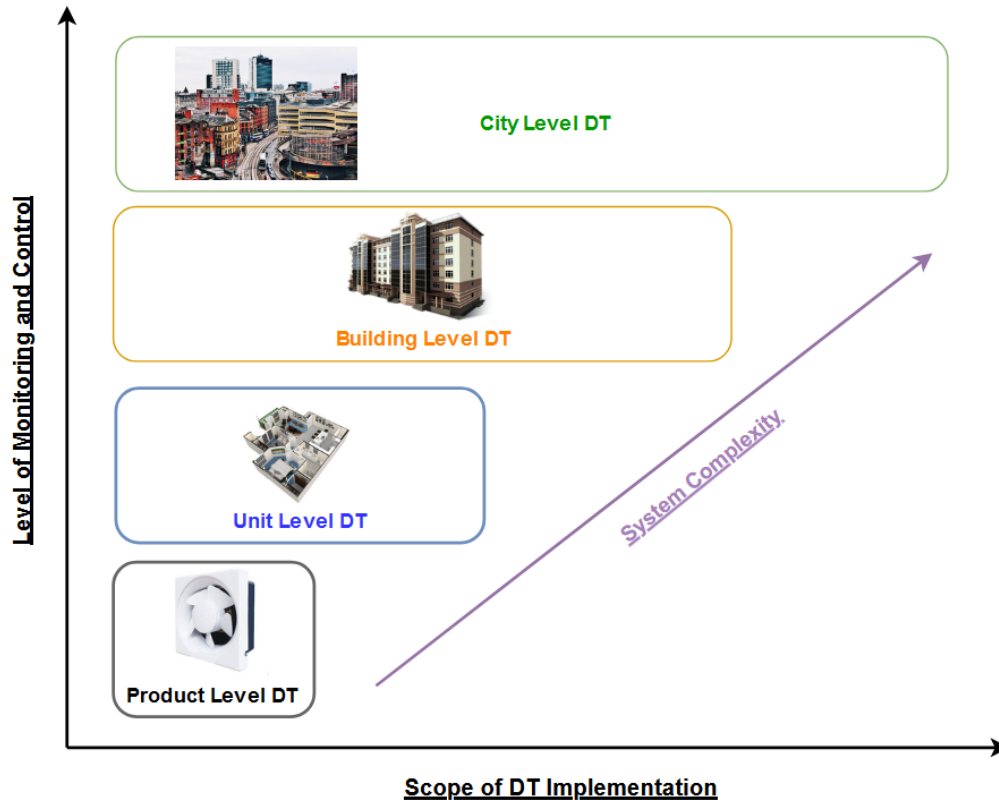 City Level DT
Level of Monitoring and Control
Building Level DT
System Complexity
Unit Level DT
Product Level DT
Scope of DT Implementation